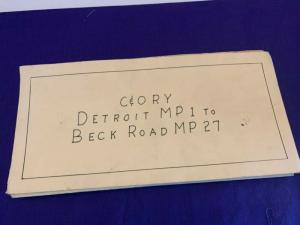 C&O RY
DETROIT MP 1 TO
BECK ROAD MP 27